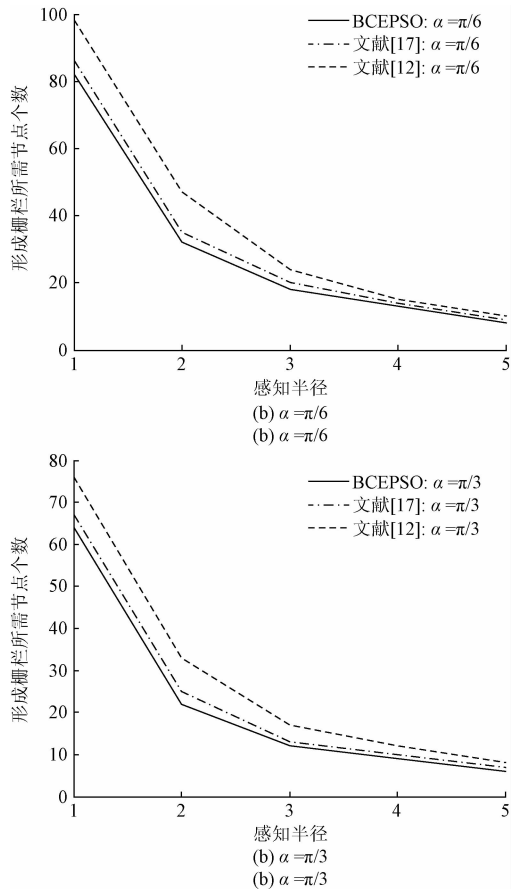 100
80
60
40
20
0
1 2 3 4 5
BCEPSO: α =π/6
文献[17]: α =π/6
文献[12]: α =π/6
形成栅栏所需节点个数
感知半径
(b) α =π/6
(b) α =π/6
80
70
60
50
40
30
20
10
0
1 2 3 4 5
BCEPSO: α =π/3
文献[17]: α =π/3
文献[12]: α =π/3
形成栅栏所需节点个数
感知半径
(b) α =π/3
(b) α =π/3